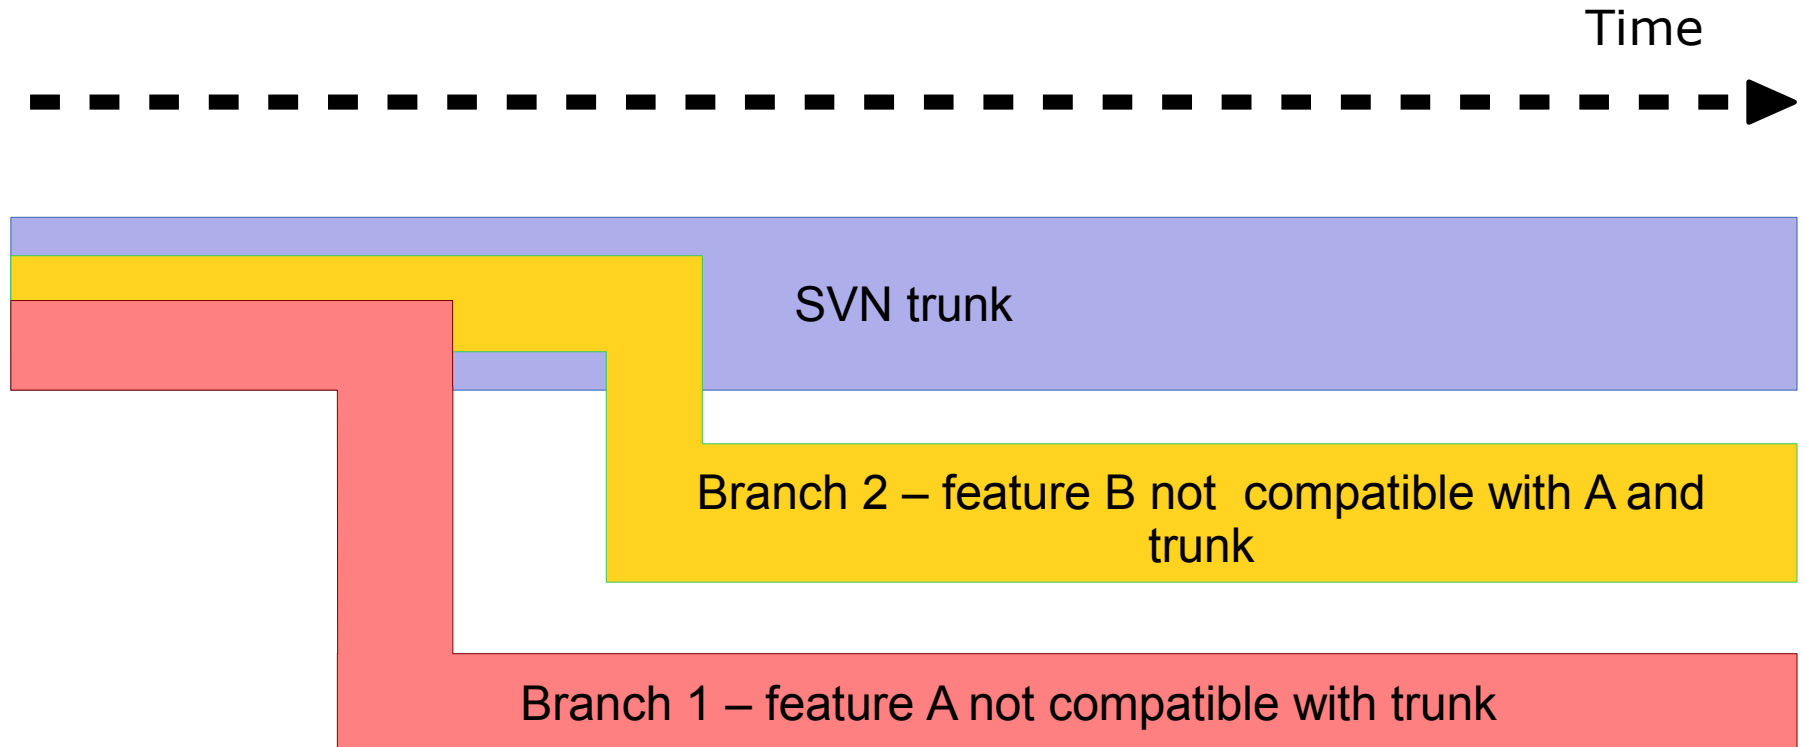 Time
SVN trunk
Branch 2 – feature B not  compatible with A and
trunk
Branch 1 – feature A not compatible with trunk